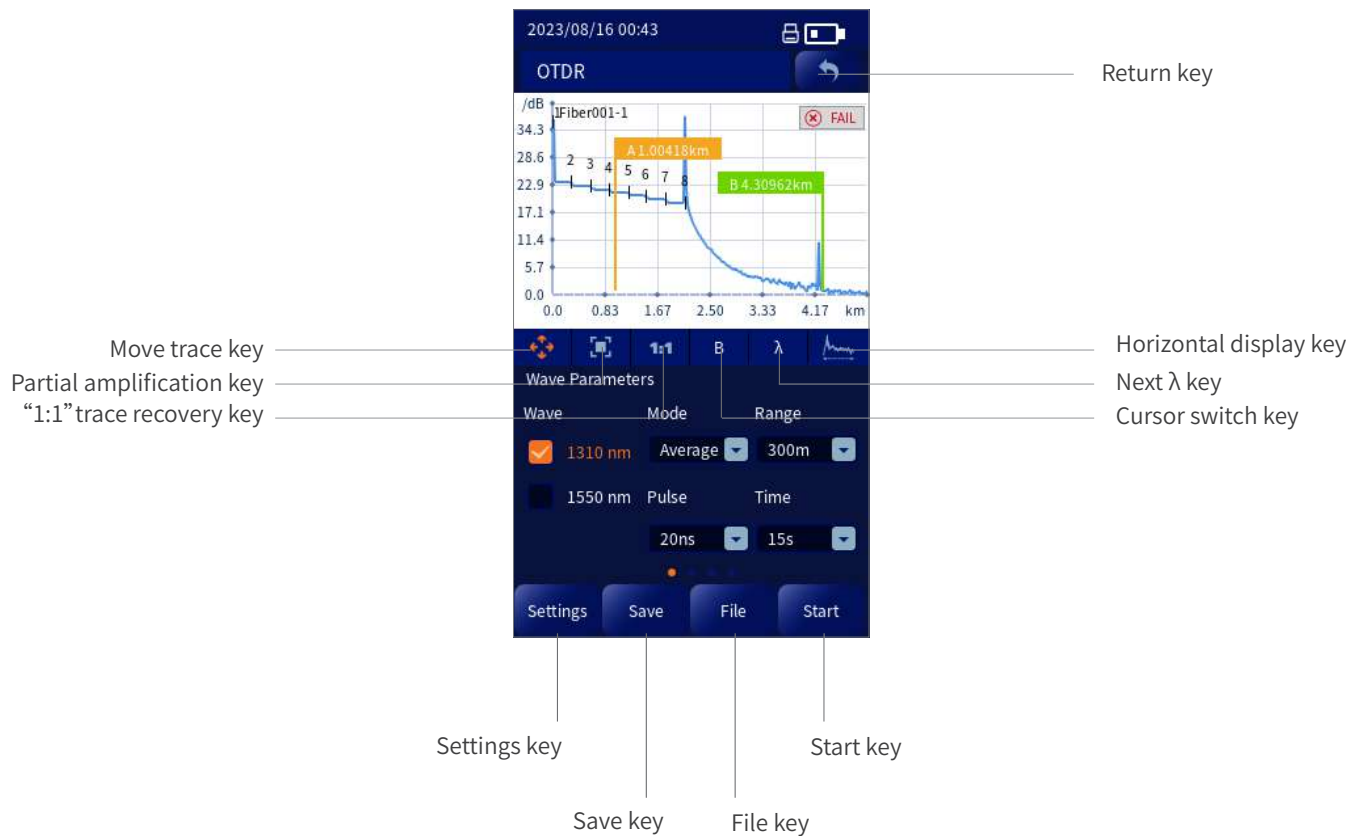 2023/08/16 00:43
OTDR
Return key
/dB
1Fiber001-1
FAIL
34.3
A 1.00418km
28.6
2 3 4 5 6 7 8
B 4.30962km
22.9
17.1
11.4
5.7
0.0
0.0 0.83 1.67 2.50 3.33 4.17 km
Move trace key
1:1 B λ
Horizontal display key
Partial amplification key
Wave Parameters
Next λ key
“1:1” trace recovery key
Wave Mode Range
Cursor switch key
1310 nm Average 300m
1550 nm Pulse Time
20ns 15s
Settings Save File Start
Settings key
Start key
Save key
File key